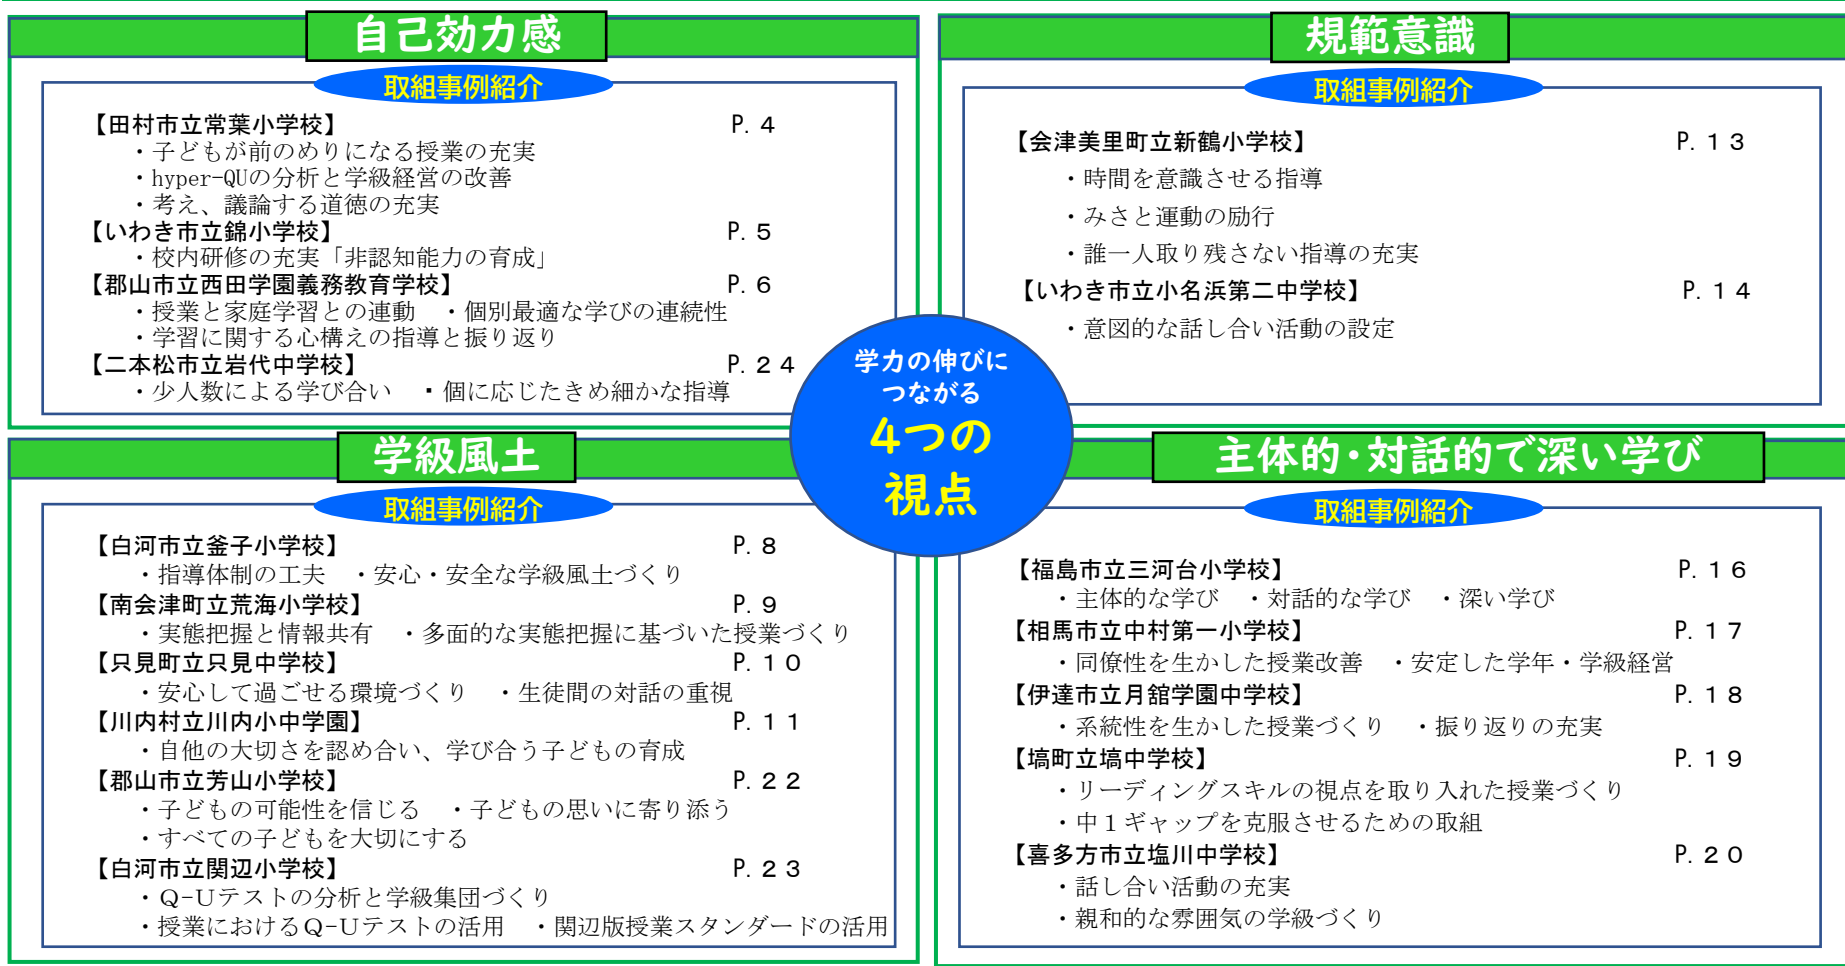 自己効力感
取組事例紹介
【田村市立常葉小学校】 P.４
・子どもが前のめりになる授業の充実
・hyper-QUの分析と学級経営の改善
・考え、議論する道徳の充実
【いわき市立錦小学校】 P.５
・校内研修の充実「非認知能力の育成」
【郡山市立西田学園義務教育学校】 P.６
・授業と家庭学習との連動　・個別最適な学びの連続性
・学習に関する心構えの指導と振り返り
【二本松市立岩代中学校】 P.２４
・少人数による学び合い　・個に応じたきめ細かな指導
規範意識
取組事例紹介
【会津美里町立新鶴小学校】 P.１３
・時間を意識させる指導
・みさと運動の励行
・誰一人取り残さない指導の充実
【いわき市立小名浜第二中学校】 P.１４
・意図的な話し合い活動の設定
学力の伸びに
つながる
4つの
視点
学級風土
取組事例紹介
【白河市立釜子小学校】 P.８
・指導体制の工夫　・安心・安全な学級風土づくり
【南会津町立荒海小学校】 P.９
・実態把握と情報共有　・多面的な実態把握に基づいた授業づくり
【只見町立只見中学校】 P.１０
・安心して過ごせる環境づくり　・生徒間の対話の重視
【川内村立川内小中学園】 P.１１
・自他の大切さを認め合い、学び合う子どもの育成
【郡山市立芳山小学校】 P.２２
・子どもの可能性を信じる　・子どもの思いに寄り添う
・すべての子どもを大切にする
【白河市立関辺小学校】 P.２３
・Ｑ-Ｕテストの分析と学級集団づくり
・授業におけるＱ-Ｕテストの活用　・関辺版授業スタンダードの活用
主体的・対話的で深い学び
取組事例紹介
【福島市立三河台小学校】 P.１６
・主体的な学び　・対話的な学び　・深い学び
【相馬市立中村第一小学校】 P.１７
・同僚性を生かした授業改善　・安定した学年・学級経営
【伊達市立月舘学園中学校】 P.１８
・系統性を生かした授業づくり　・振り返りの充実
【塙町立塙中学校】 P.１９
・リーディングスキルの視点を取り入れた授業づくり
・中１ギャップを克服させるための取組
【喜多方市立塩川中学校】 P.２０
・話し合い活動の充実
・親和的な雰囲気の学級づくり